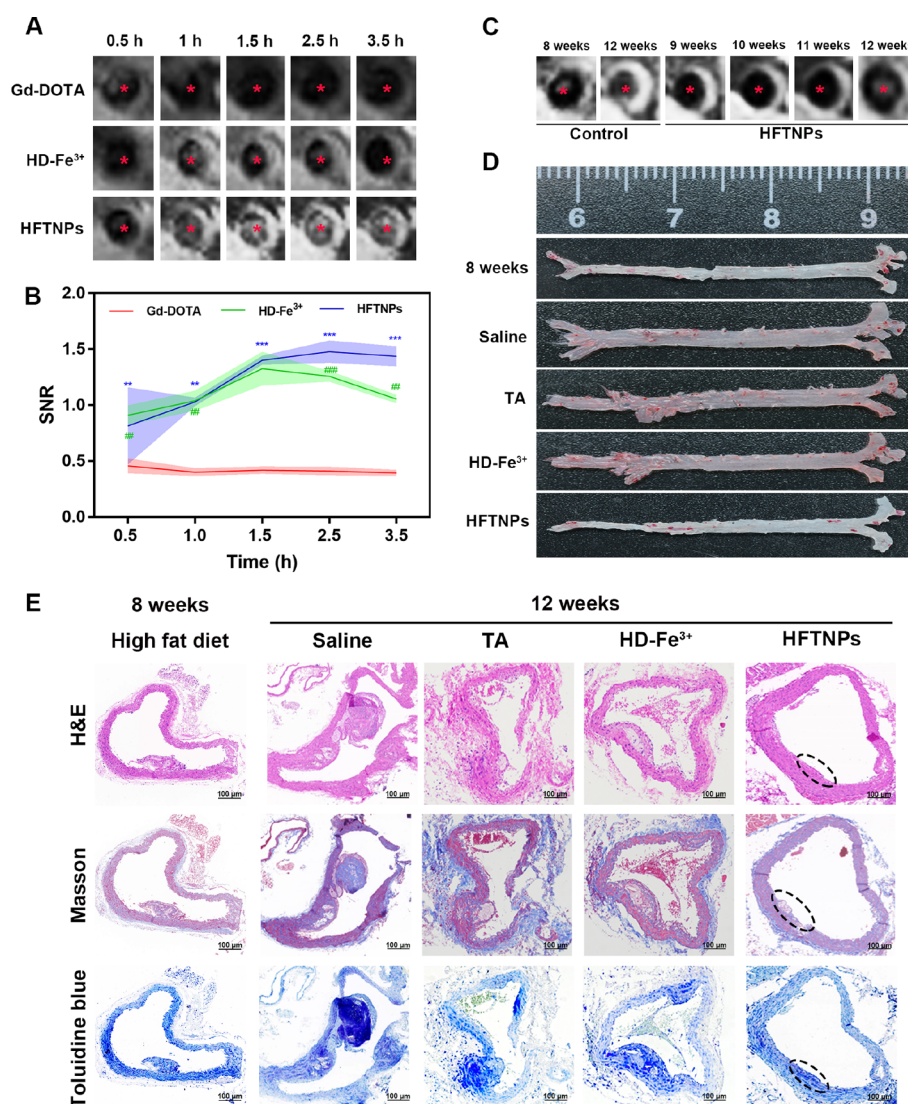 A
0.5 h 1 h 1.5 h 2.5 h 3.5 h
Gd-DOTA
* * * * *
HD-Fe³⁺
* * * * *
HFTNPs
* * * * *
B
Gd-DOTA HD-Fe³⁺ HFTNPs
SNR
2.0
1.5
1.0
0.5
0.0
** ** *** *** ***
## ## ### ##
0.5 1.0 1.5 2.5 3.5
Time (h)
C
8 weeks 12 weeks 9 weeks 10 weeks 11 weeks 12 week
* * * * * *
Control HFTNPs
D
6 7 8 9
8 weeks
Saline
TA
HD-Fe³⁺
HFTNPs
E
8 weeks 12 weeks
High fat diet Saline TA HD-Fe³⁺ HFTNPs
H&E
100 μm 100 μm 100 μm 100 μm 100 μm
Masson
100 μm 100 μm 100 μm 100 μm 100 μm
Toluidine blue
100 μm 100 μm 100 μm 100 μm 100 μm